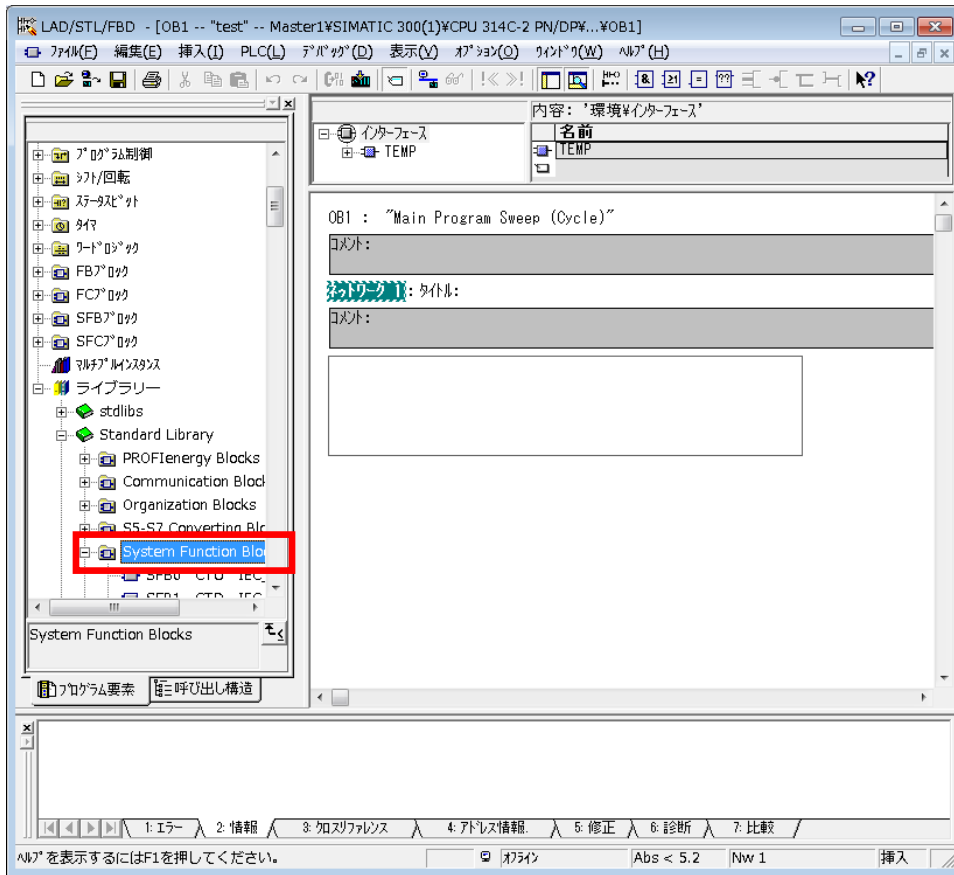 LAD/STL/FBD - [OB1 -- "test" -- Master1¥SIMATIC 300(1)¥CPU 314C-2 PN/DP¥...¥OB1]
ﾌｧｲﾙ(F) 編集(E) 挿入(I) PLC(L) ﾃﾞﾊﾞｯｸﾞ(D) 表示(V) ｵﾌﾟｼｮﾝ(O) ｳｨﾝﾄﾞｳ(W) ﾍﾙﾌﾟ(H)
ﾌﾟﾛｸﾞﾗﾑ制御
ｼﾌﾄ/回転
ｽﾃｰﾀｽﾋﾞｯﾄ
ﾀｲﾏ
ﾜｰﾄﾞﾛｼﾞｯｸ
FBﾌﾞﾛｯｸ
FCﾌﾞﾛｯｸ
SFBﾌﾞﾛｯｸ
SFCﾌﾞﾛｯｸ
ﾏﾙﾁﾌﾟﾙｲﾝｽﾀﾝｽ
ライブラリー
stdlibs
Standard Library
PROFIenergy Blocks
Communication Block
Organization Blocks
S5-S7 Converting Blo
System Function Bloc
SFB0 CTU IEC_
SFB1 CTD IEC
System Function Blocks
ﾌﾟﾛｸﾞﾗﾑ要素 呼び出し構造
内容: '環境¥ｲﾝﾀｰﾌｪｰｽ'
ｲﾝﾀｰﾌｪｰｽ
TEMP
名前
TEMP
OB1 : "Main Program Sweep (Cycle)"
ｺﾒﾝﾄ:
ﾈｯﾄﾜｰｸ 1: ﾀｲﾄﾙ:
ｺﾒﾝﾄ:
1: ｴﾗｰ 2: 情報 3: ｸﾛｽﾘﾌｧﾚﾝｽ 4: ｱﾄﾞﾚｽ情報. 5: 修正 6: 診断 7: 比較
ﾍﾙﾌﾟを表示するにはF1を押してください。 ｵﾌﾗｲﾝ Abs < 5.2 Nw 1 挿入